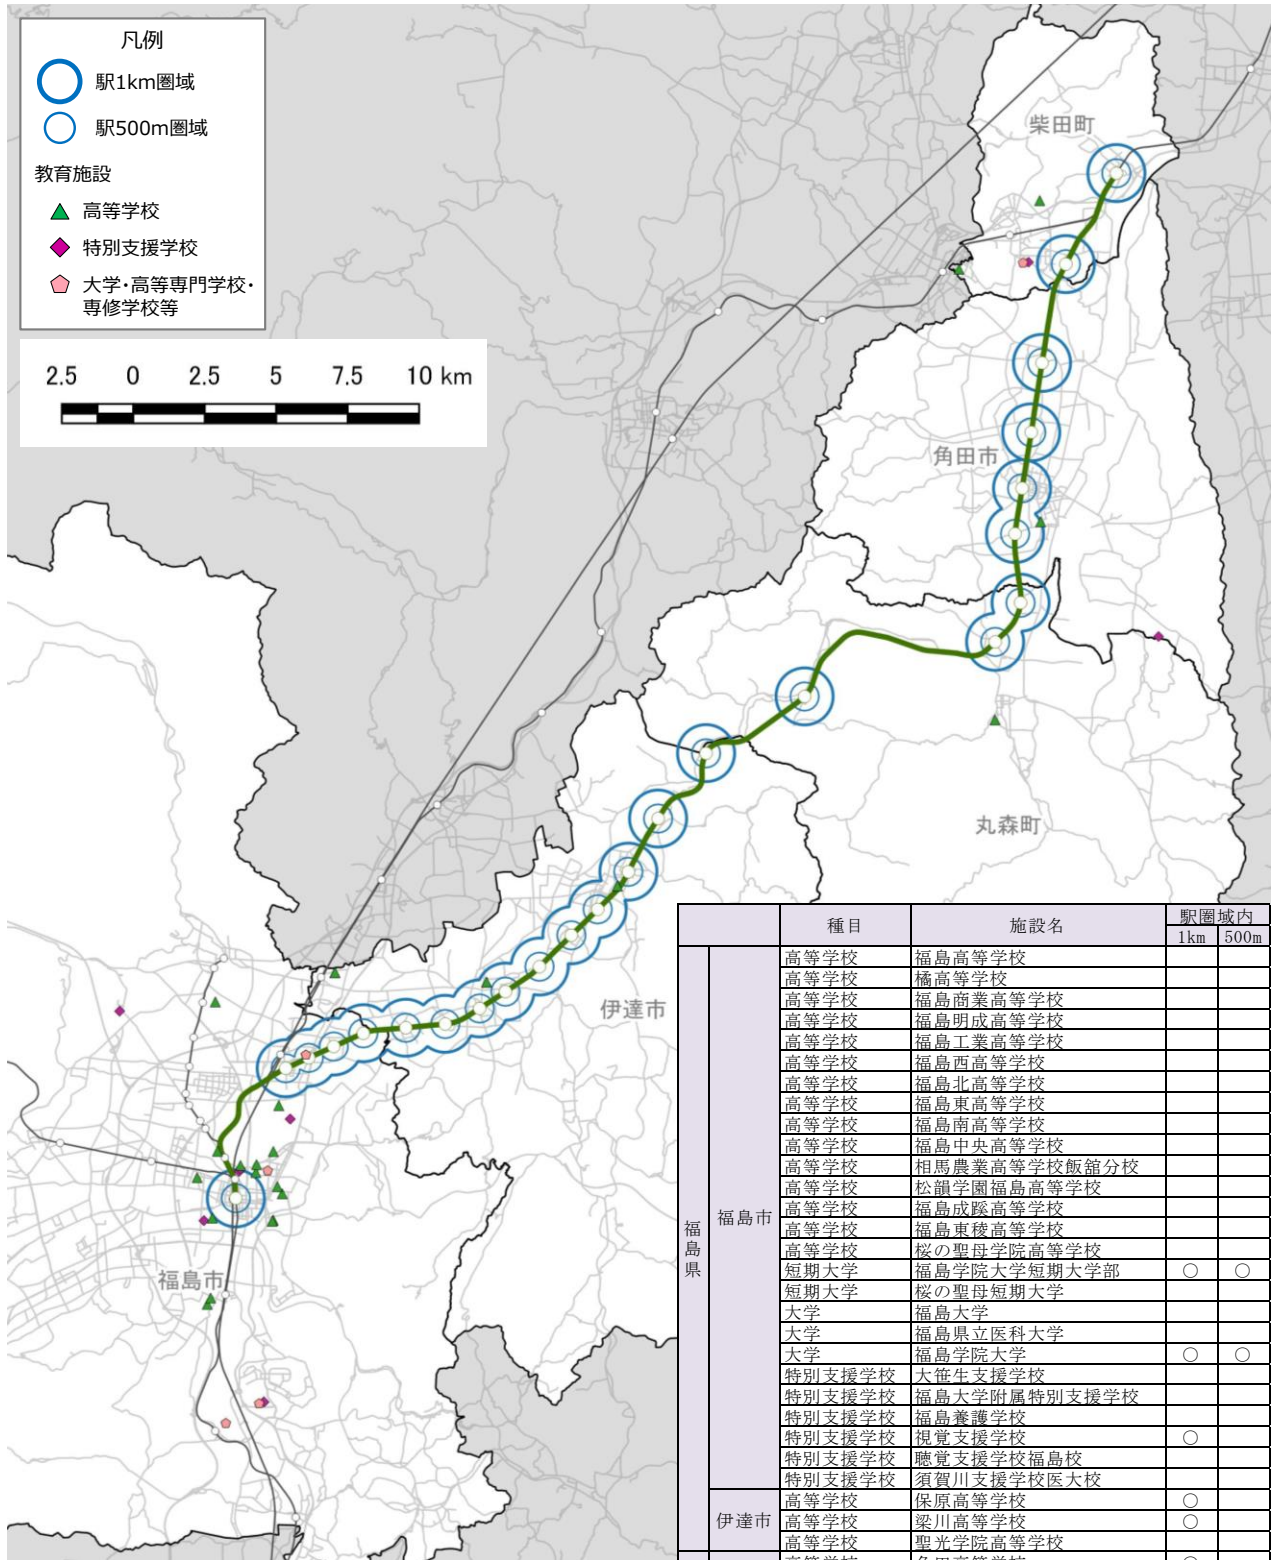 凡例
駅1km圏域
駅500m圏域
教育施設
高等学校
特別支援学校
大学・高等専門学校・
専修学校等
2.5 0 2.5 5 7.5 10 km
柴田町
角田市
丸森町
伊達市
福島市
種目 施設名 駅圏域内
1km 500m
福島県
福島市
高等学校 福島高等学校
高等学校 橘高等学校
高等学校 福島商業高等学校
高等学校 福島明成高等学校
高等学校 福島工業高等学校
高等学校 福島西高等学校
高等学校 福島北高等学校
高等学校 福島東高等学校
高等学校 福島南高等学校
高等学校 福島中央高等学校
高等学校 相馬農業高等学校飯舘分校
高等学校 松韻学園福島高等学校
高等学校 福島成蹊高等学校
高等学校 福島東稜高等学校
高等学校 桜の聖母学院高等学校
短期大学 福島学院大学短期大学部 ○ ○
短期大学 桜の聖母短期大学
大学 福島大学
大学 福島県立医科大学
大学 福島学院大学 ○ ○
特別支援学校 大笹生支援学校
特別支援学校 福島大学附属特別支援学校
特別支援学校 福島養護学校
特別支援学校 視覚支援学校 ○
特別支援学校 聴覚支援学校福島校
特別支援学校 須賀川支援学校医大校
伊達市
高等学校 保原高等学校 ○
高等学校 梁川高等学校 ○
高等学校 聖光学院高等学校